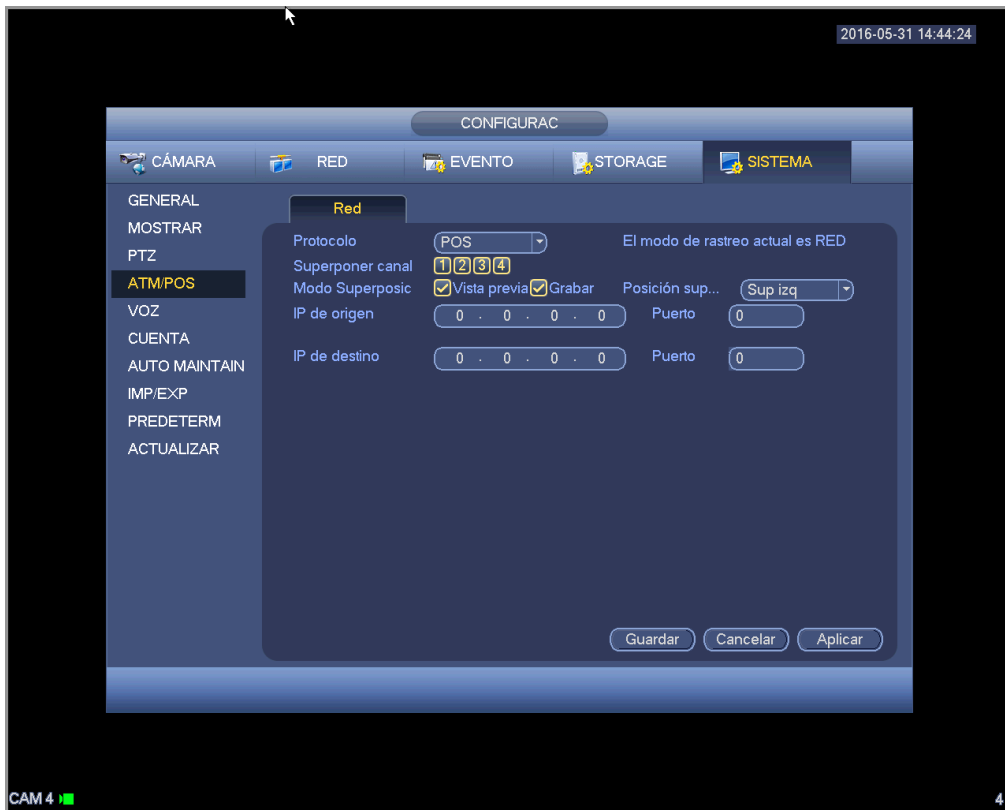 2016-05-31 14:44:24
CONFIGURAC
CÁMARA RED EVENTO STORAGE SISTEMA
GENERAL
MOSTRAR
PTZ
ATM/POS
VOZ
CUENTA
AUTO MAINTAIN
IMP/EXP
PREDETERM
ACTUALIZAR
Red
Protocolo POS El modo de rastreo actual es RED
Superponer canal 1 2 3 4
Modo Superposic Vista previa Grabar Posición sup... Sup izq
IP de origen 0 . 0 . 0 . 0 Puerto 0
IP de destino 0 . 0 . 0 . 0 Puerto 0
Guardar Cancelar Aplicar
CAM 4 4